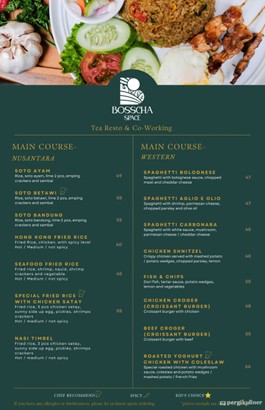 BOSSCHA
SPACE
Tea Resto & Co-Working
MAIN COURSE-
NUSANTARA
SOTO AYAM
Rice, soto ayam, lime 2 pcs, emping
crackers and sambal
SOTO BETAWI
Rice, soto betawi, lime 2 pcs, emping
crackers and sambal
SOTO BANDUNG
Rice, soto bandung, lime 2 pcs, emping
crackers and sambal
HONG KONG FRIED RICE
Fried Rice, chicken, with spicy level
Hot / Medium / not spicy
SEAFOOD FRIED RICE
Fried rice, shrimp, squid, shrimp
crackers and vegetable
Hot / Medium / not spicy
SPECIAL FRIED RICE
WITH CHICKEN SATAY
Fried rice, 3 pcs chicken satay,
sunny side up egg, pickles, shrimps
crackers
Hot / Medium / not spicy
NASI TIMBEL
Fried rice, 3 pcs chicken satay,
sunny side up egg, pickles, shrimps
crackers
Hot / Medium / not spicy
MAIN COURSE-
WESTERN
SPAGHETTI BOLOGNESE
Spaghetti with bolognese sauce, chopped
meat and cheddar cheese
47
SPAGHETTI AGLIO E OLIO
Spaghetti with shrimp, parmesan cheese,
chopped parsley and olive oil
47
SPAGHETTI CARBONARA
Spaghetti with white sauce, mushroom,
parmesan cheese / cheddar cheese
CHICKEN SHNITZEL
Crispy chicken served with mashed potato
/ potato wedges, chopped parsley, lemon
FISH & CHIPS
Dori fish, tartar sauce, potato wedges,
lemon and vegetables
CHICKEN CROGER
(CROISSANT BURGER)
Croissant burger with chicken
BEEF CROGER
(CROISSANT BURGER)
Croissant burger with beef
ROASTED YOGHURT
CHICKEN WITH COLESLAW
Special roasted chicken with mushroom
sauce, coleslaw and potato wedges /
mashed potato / french fries
CHEF RECOMMEND
SPICY
KID'S CHOICE
pergikuliner